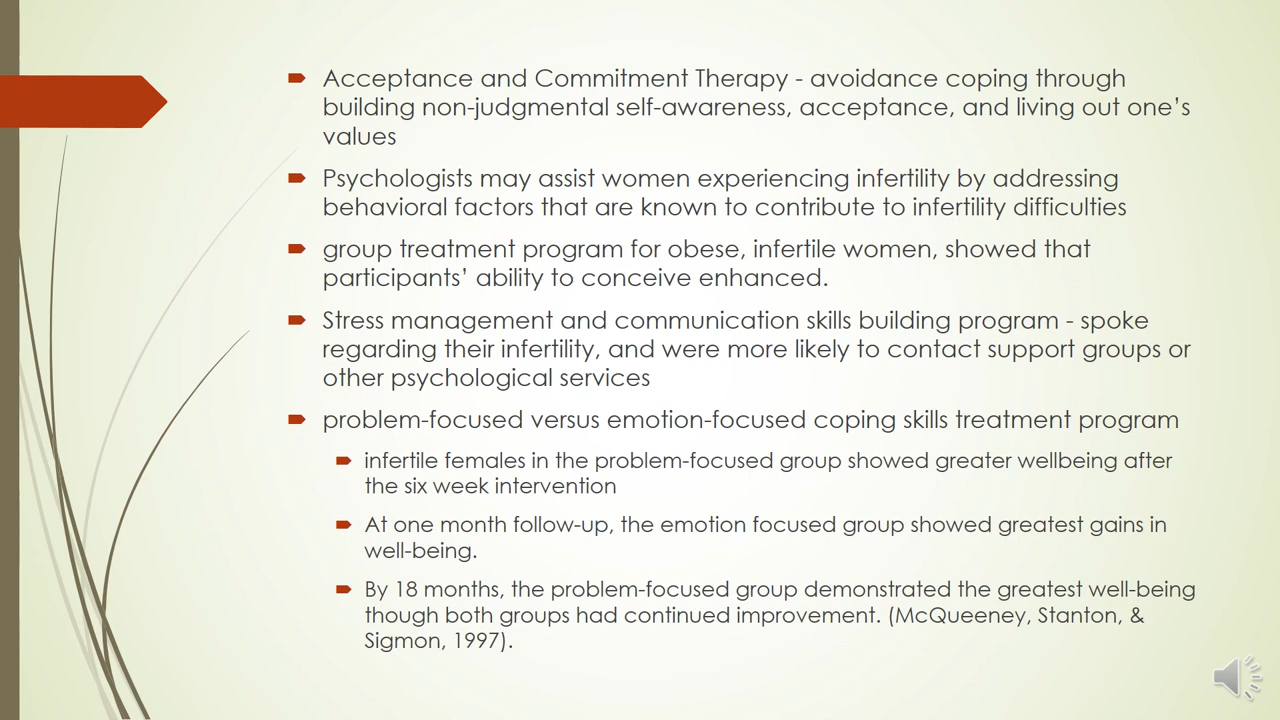 Acceptance and Commitment Therapy - avoidance coping through
building non-judgmental self-awareness, acceptance, and living out one's
values
Psychologists may assist women experiencing infertility by addressing
behavioral factors that are known to contribute to infertility difficulties
group treatment program for obese, infertile women, showed that
participants' ability to conceive enhanced.
Stress management and communication skills building program - spoke
regarding their infertility, and were more likely to contact support groups or
other psychological services
problem-focused versus emotion-focused coping skills treatment program
infertile females in the problem-focused group showed greater wellbeing after
the six week intervention
At one month follow-up, the emotion focused group showed greatest gains in
well-being.
By 18 months, the problem-focused group demonstrated the greatest well-being
though both groups had continued improvement. (McQueeney, Stanton, &
Sigmon, 1997).